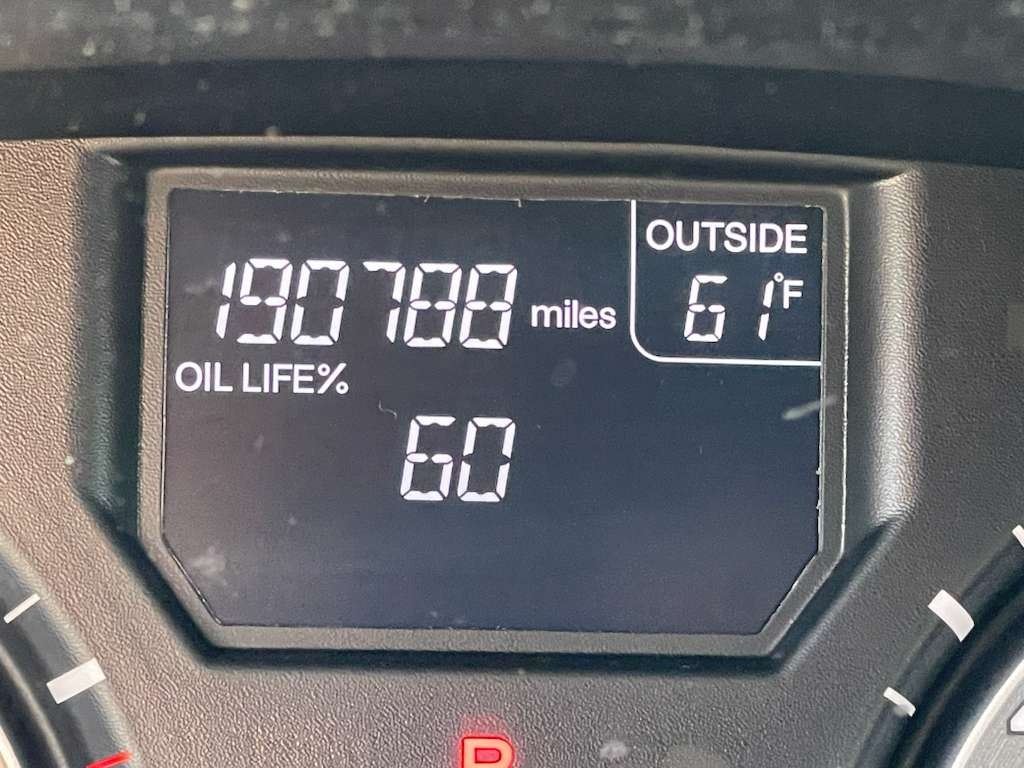 OUTSIDE
190788 miles
61°F
OIL LIFE%
60
P